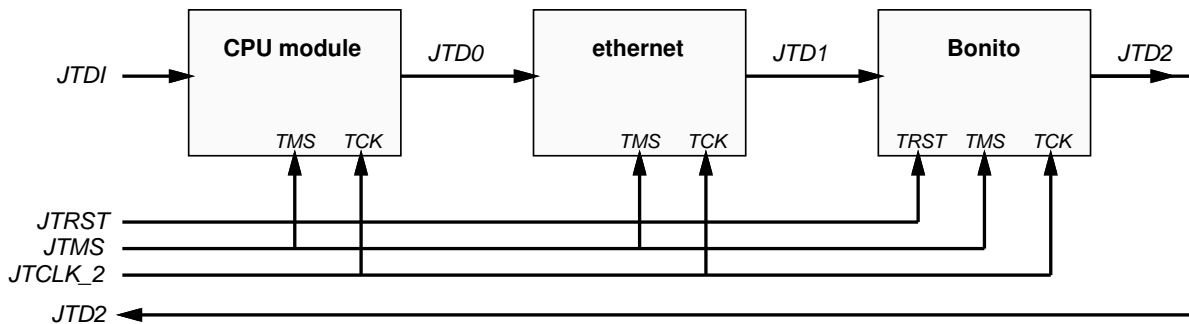 CPU module
ethernet
Bonito
JTDI
JTD0
JTD1
JTD2
TMS TCK
TMS TCK
TRST TMS TCK
JTRST
JTMS
JTCLK_2
JTD2